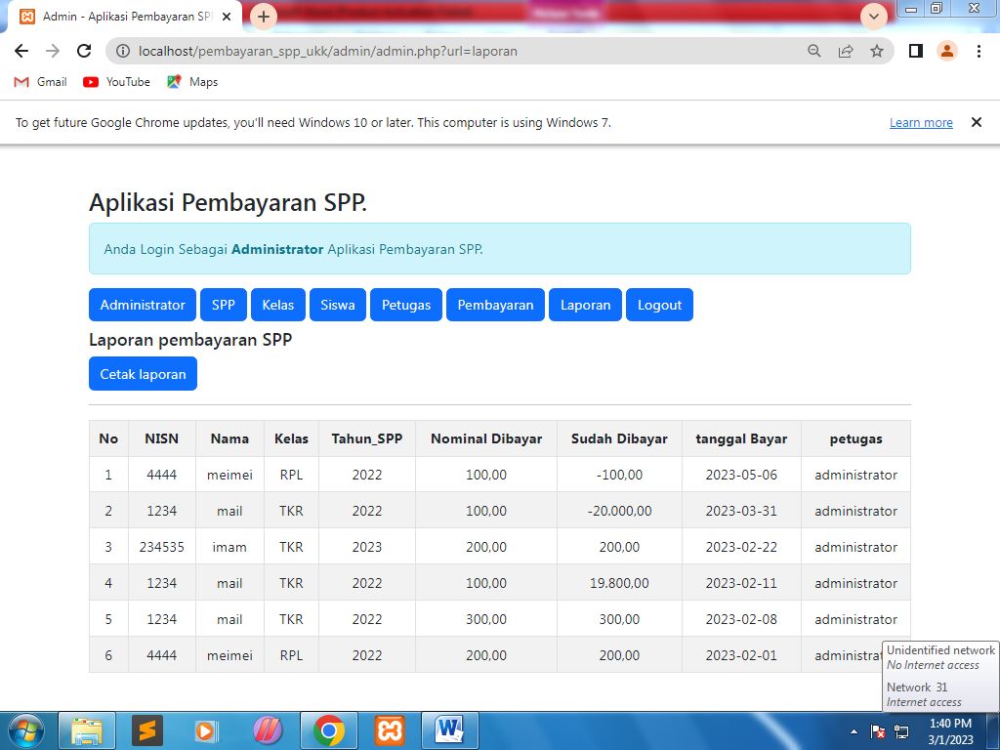 Admin - Aplikasi Pembayaran SPP
localhost/pembayaran_spp_ukk/admin/admin.php?url=laporan
Gmail YouTube Maps
To get future Google Chrome updates, you'll need Windows 10 or later. This computer is using Windows 7. Learn more
Aplikasi Pembayaran SPP.
Anda Login Sebagai Administrator Aplikasi Pembayaran SPP.
Administrator SPP Kelas Siswa Petugas Pembayaran Laporan Logout
Laporan pembayaran SPP
Cetak laporan
No NISN Nama Kelas Tahun_SPP Nominal Dibayar Sudah Dibayar tanggal Bayar petugas
1 4444 meimei RPL 2022 100,00 -100,00 2023-05-06 administrator
2 1234 mail TKR 2022 100,00 -20.000,00 2023-03-31 administrator
3 234535 imam TKR 2023 200,00 200,00 2023-02-22 administrator
4 1234 mail TKR 2022 100,00 19.800,00 2023-02-11 administrator
5 1234 mail TKR 2022 300,00 300,00 2023-02-08 administrator
6 4444 meimei RPL 2022 200,00 200,00 2023-02-01 administrat
Unidentified network
No Internet access
Network 31
Internet access
1:40 PM
3/1/2023